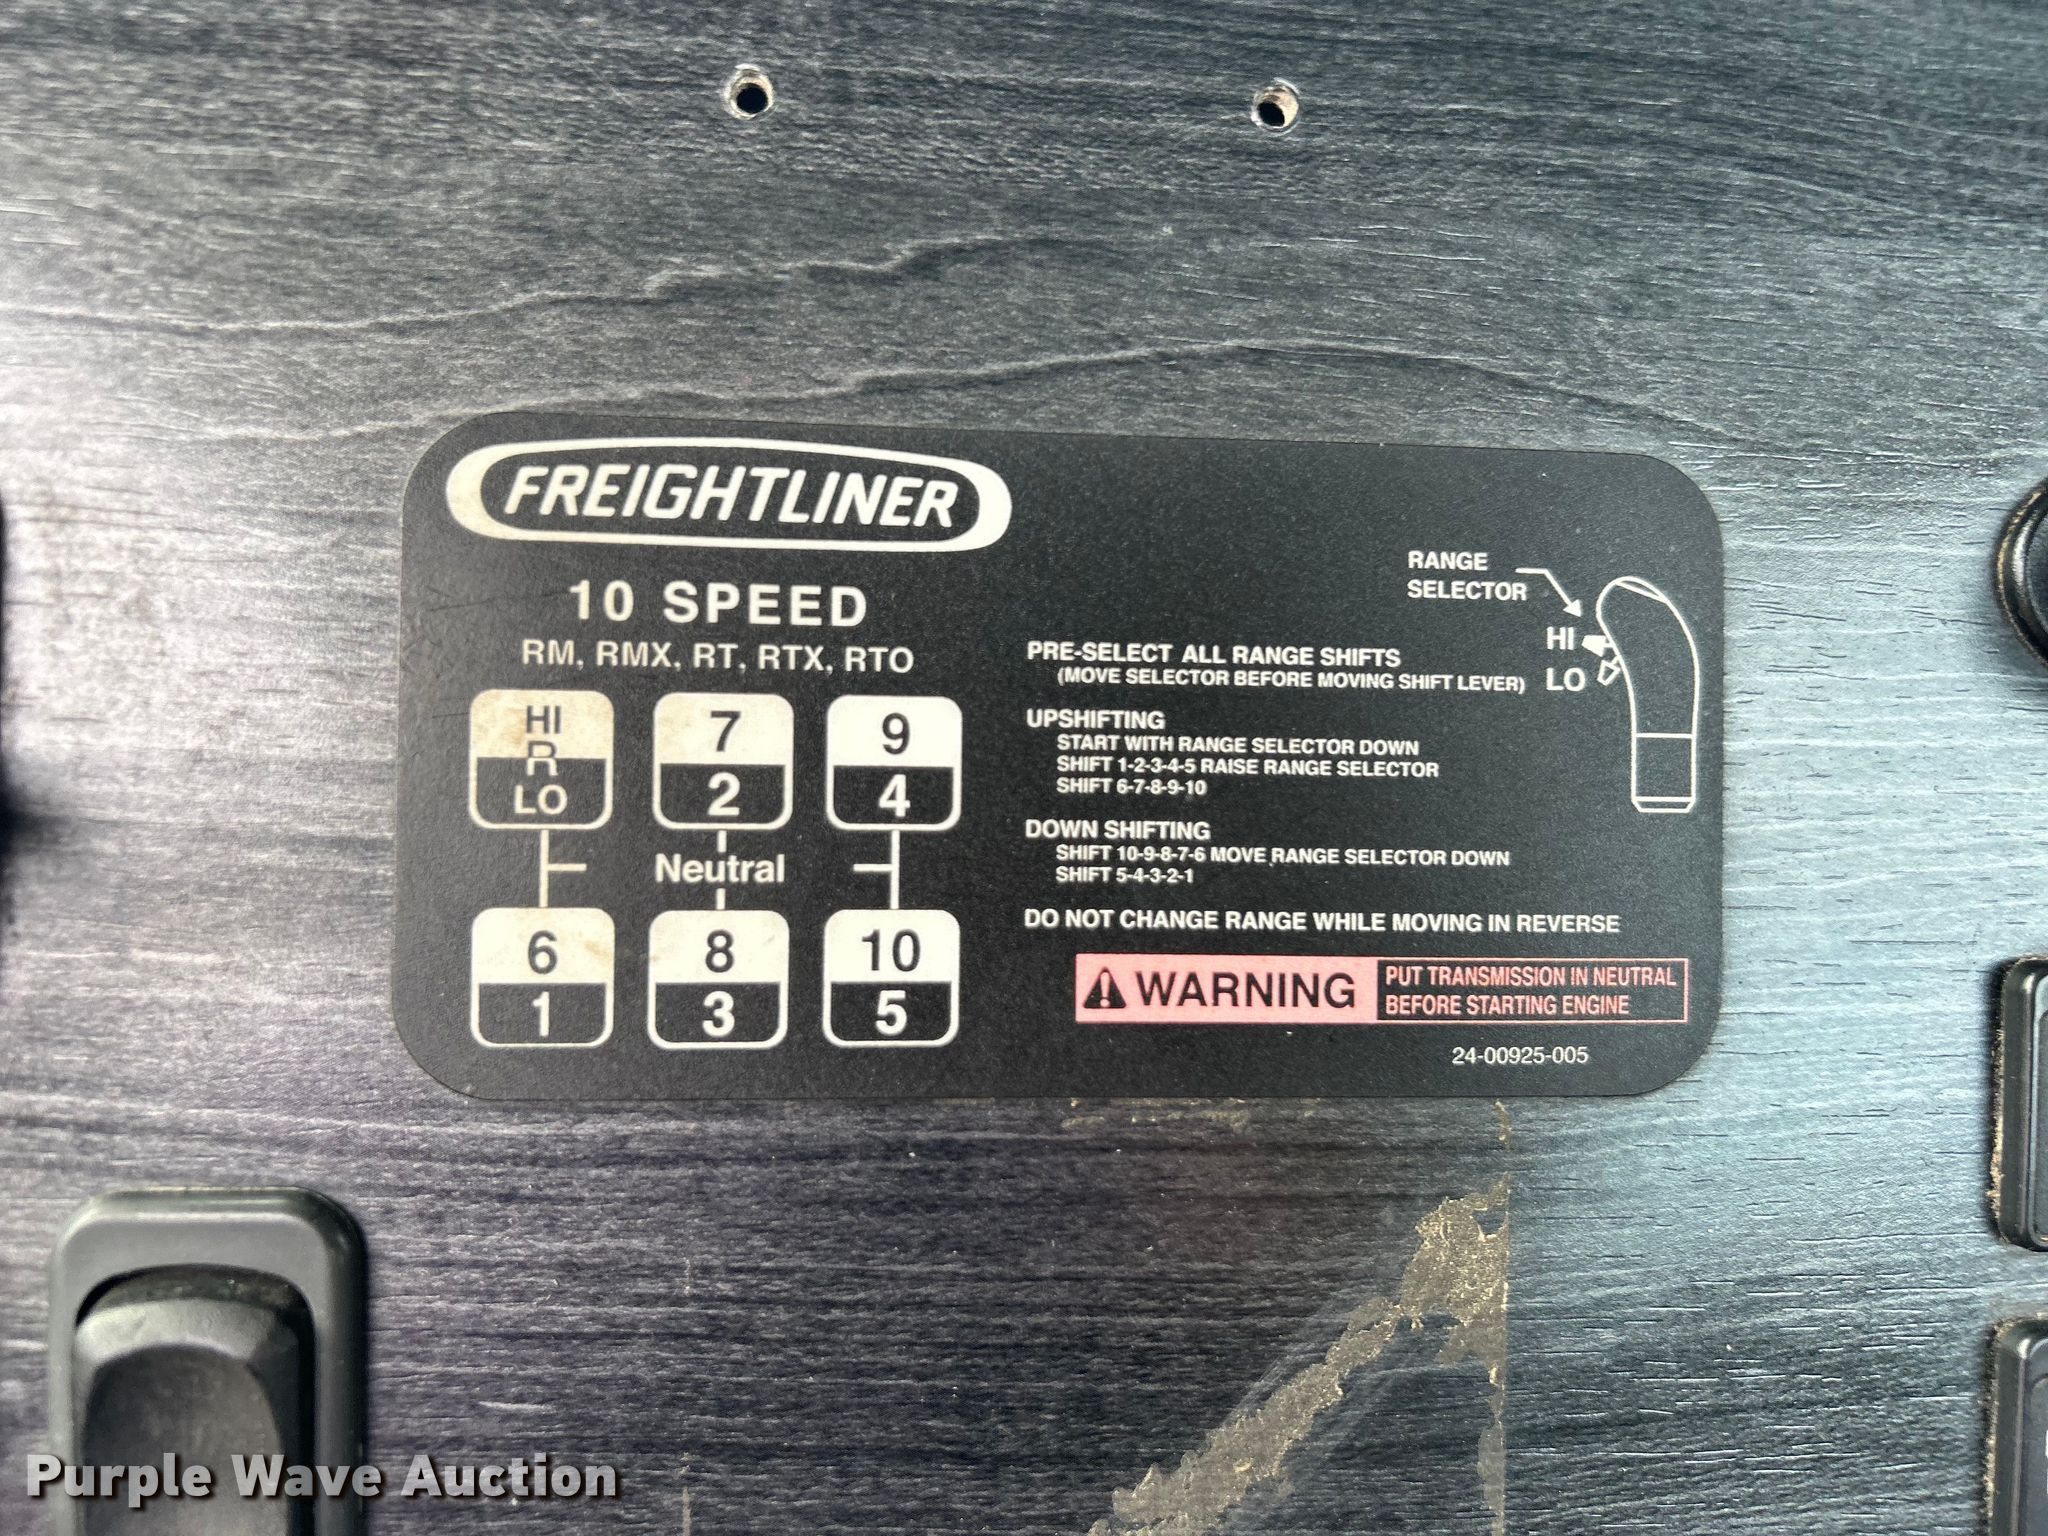 FREIGHTLINER
10 SPEED
RM, RMX, RT, RTX, RTO
HI
R
LO
7
2
9
4
Neutral
6
1
8
3
10
5
RANGE
SELECTOR
HI
LO
PRE-SELECT ALL RANGE SHIFTS
(MOVE SELECTOR BEFORE MOVING SHIFT LEVER)
UPSHIFTING
START WITH RANGE SELECTOR DOWN
SHIFT 1-2-3-4-5 RAISE RANGE SELECTOR
SHIFT 6-7-8-9-10
DOWN SHIFTING
SHIFT 10-9-8-7-6 MOVE RANGE SELECTOR DOWN
SHIFT 5-4-3-2-1
DO NOT CHANGE RANGE WHILE MOVING IN REVERSE
WARNING
PUT TRANSMISSION IN NEUTRAL
BEFORE STARTING ENGINE
24-00925-005
Purple Wave Auction